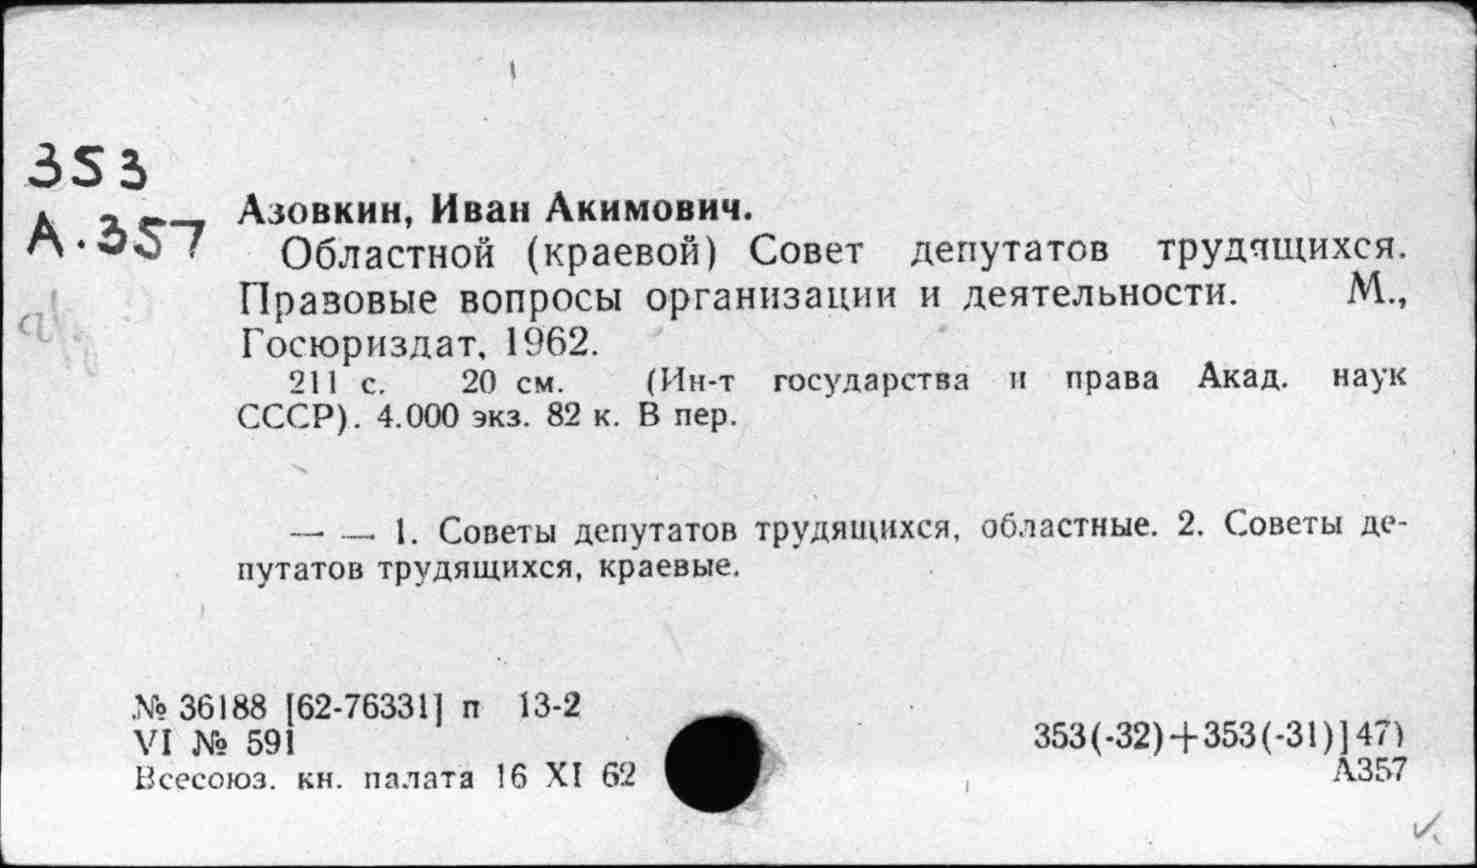 353
А.357
Азовкин, Иван Акимович.
Областной (краевой) Совет депутатов трудящихся.
Правовые вопросы организации и деятельности. М.,
Госюриздат, 1962.
211 с. 20 см. (Ин-т государства и права Акад. наук
СССР). 4.000 экз. 82 к. В пер.
— — 1. Советы депутатов трудящихся, областные. 2. Советы де-
путатов трудящихся, краевые.
№ 36188 [62-76331] п 13-2
VI № 591
Всесоюз. кн. палата 16 XI 62
353(-32)+353(-31)]47)
А357